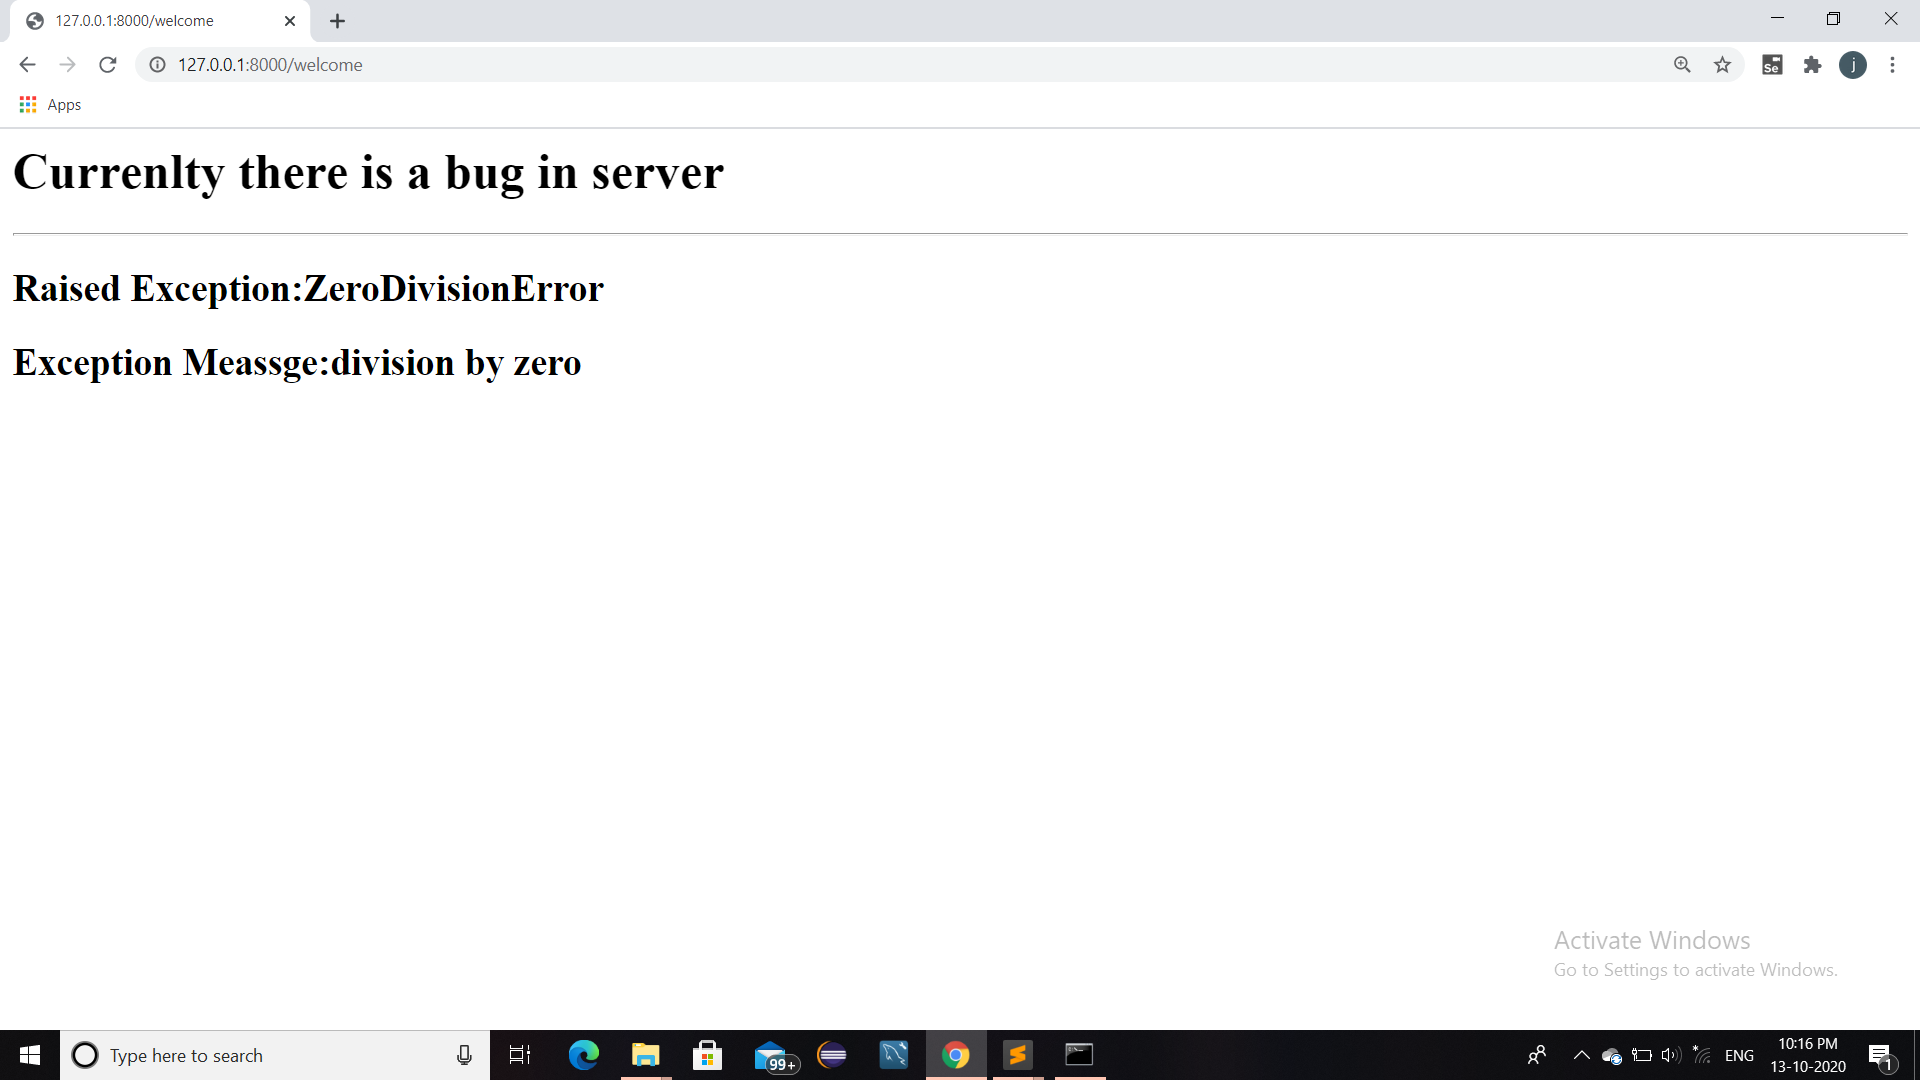 127.0.0.1:8000/welcome
127.0.0.1:8000/welcome
Se
j
Apps
Currenlty there is a bug in server
Raised Exception:ZeroDivisionError
Exception Meassge:division by zero
Activate Windows
Go to Settings to activate Windows.
Type here to search
99+
ENG
10:16 PM
13-10-2020
1